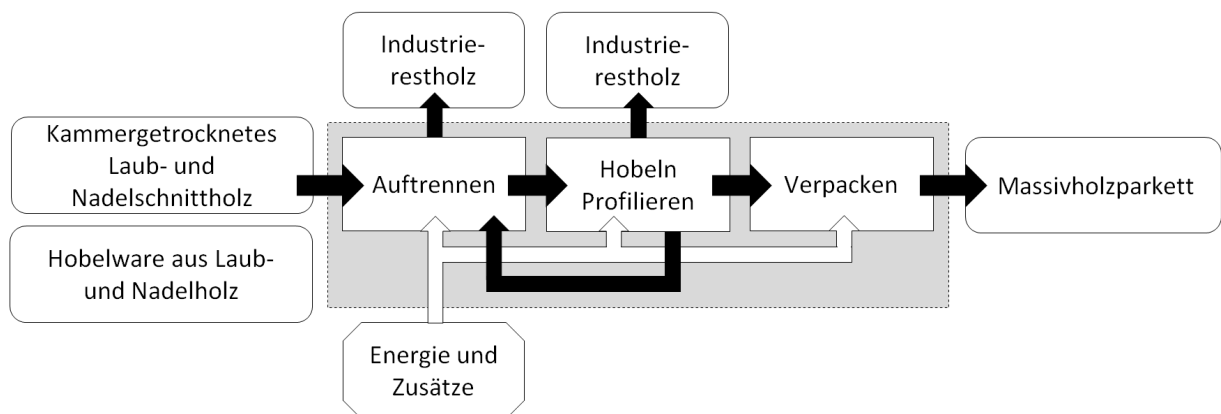 Industrie-
restholz
Industrie-
restholz
Kammergetrocknetes
Laub- und
Nadelschnittholz
Auftrennen
Hobeln
Profilieren
Verpacken
Massivholzparkett
Hobelware aus Laub-
und Nadelholz
Energie und
Zusätze